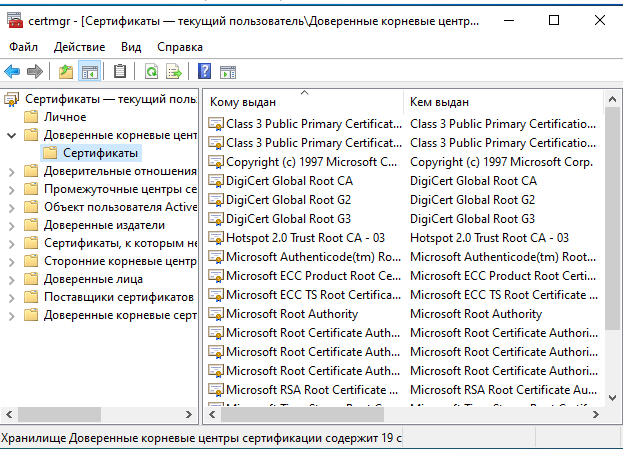 certmgr - [Сертификаты — текущий пользователь\Доверенные корневые центр...
Файл Действие Вид Справка
Сертификаты — текущий поль
Личное
Доверенные корневые цент
Сертификаты
Доверительные отношения
Промежуточные центры се
Объект пользователя Active
Доверенные издатели
Сертификаты, к которым не
Сторонние корневые центр
Доверенные лица
Поставщики сертификатов
Доверенные корневые серт
Кому выдан Кем выдан
Class 3 Public Primary Certificat... Class 3 Public Primary Certificatio...
Class 3 Public Primary Certificat... Class 3 Public Primary Certificatio...
Copyright (c) 1997 Microsoft C... Copyright (c) 1997 Microsoft Corp.
DigiCert Global Root CA DigiCert Global Root CA
DigiCert Global Root G2 DigiCert Global Root G2
DigiCert Global Root G3 DigiCert Global Root G3
Hotspot 2.0 Trust Root CA - 03 Hotspot 2.0 Trust Root CA - 03
Microsoft Authenticode(tm) Ro... Microsoft Authenticode(tm) Root...
Microsoft ECC Product Root Ce... Microsoft ECC Product Root Certi...
Microsoft ECC TS Root Certifica... Microsoft ECC TS Root Certificate ...
Microsoft Root Authority Microsoft Root Authority
Microsoft Root Certificate Auth... Microsoft Root Certificate Authori...
Microsoft Root Certificate Auth... Microsoft Root Certificate Authori...
Microsoft Root Certificate Auth... Microsoft Root Certificate Authori...
Microsoft RSA Root Certificate ... Microsoft RSA Root Certificate Au...
Хранилище Доверенные корневые центры сертификации содержит 19 с